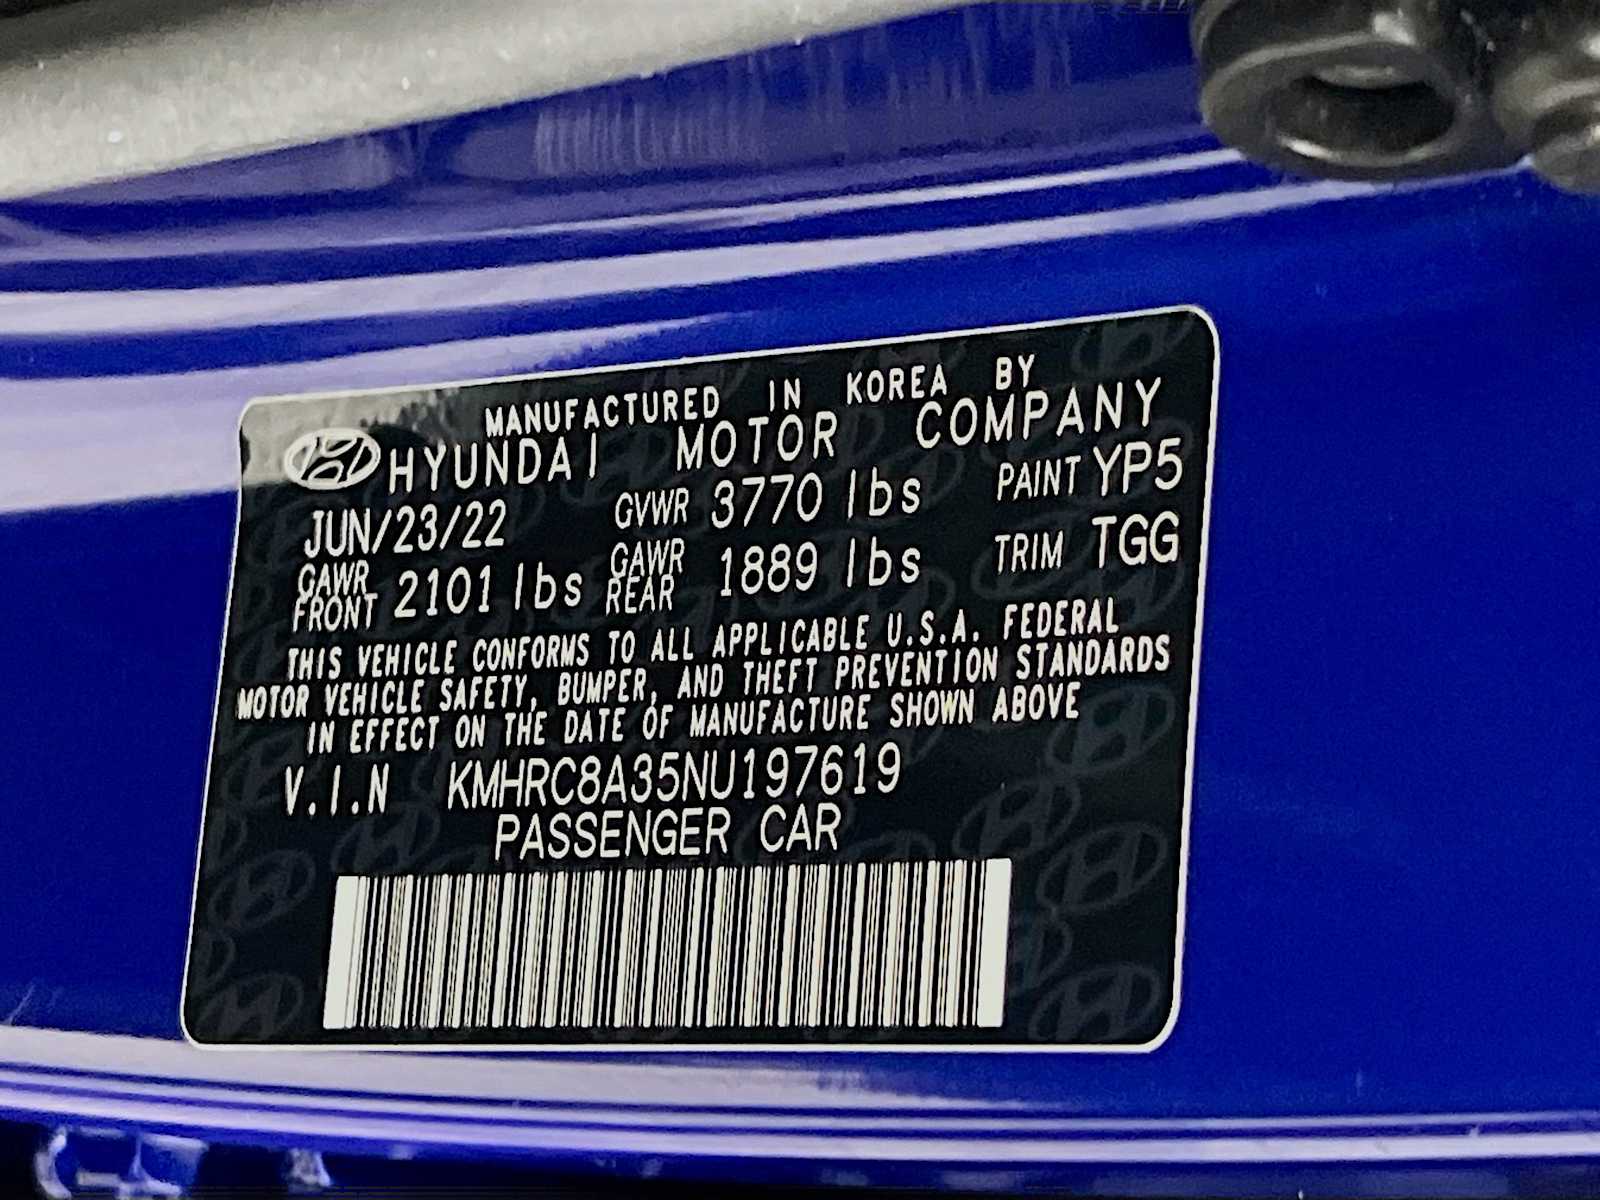 MANUFACTURED IN KOREA BY
HYUNDAI MOTOR COMPANY
JUN/23/22 GVWR 3770 lbs PAINT YP5
GAWR FRONT 2101 lbs GAWR REAR 1889 lbs TRIM TGG
THIS VEHICLE CONFORMS TO ALL APPLICABLE U.S.A. FEDERAL
MOTOR VEHICLE SAFETY, BUMPER, AND THEFT PREVENTION STANDARDS
IN EFFECT ON THE DATE OF MANUFACTURE SHOWN ABOVE
V.I.N KMHRC8A35NU197619
PASSENGER CAR